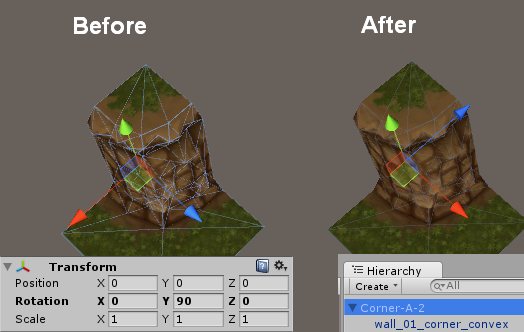 Before After
Transform
Position X 0 Y 0 Z 0
Rotation X 0 Y 90 Z 0
Scale X 1 Y 1 Z 1
Hierarchy
Create All
Corner-A-2
wall_01_corner_convex